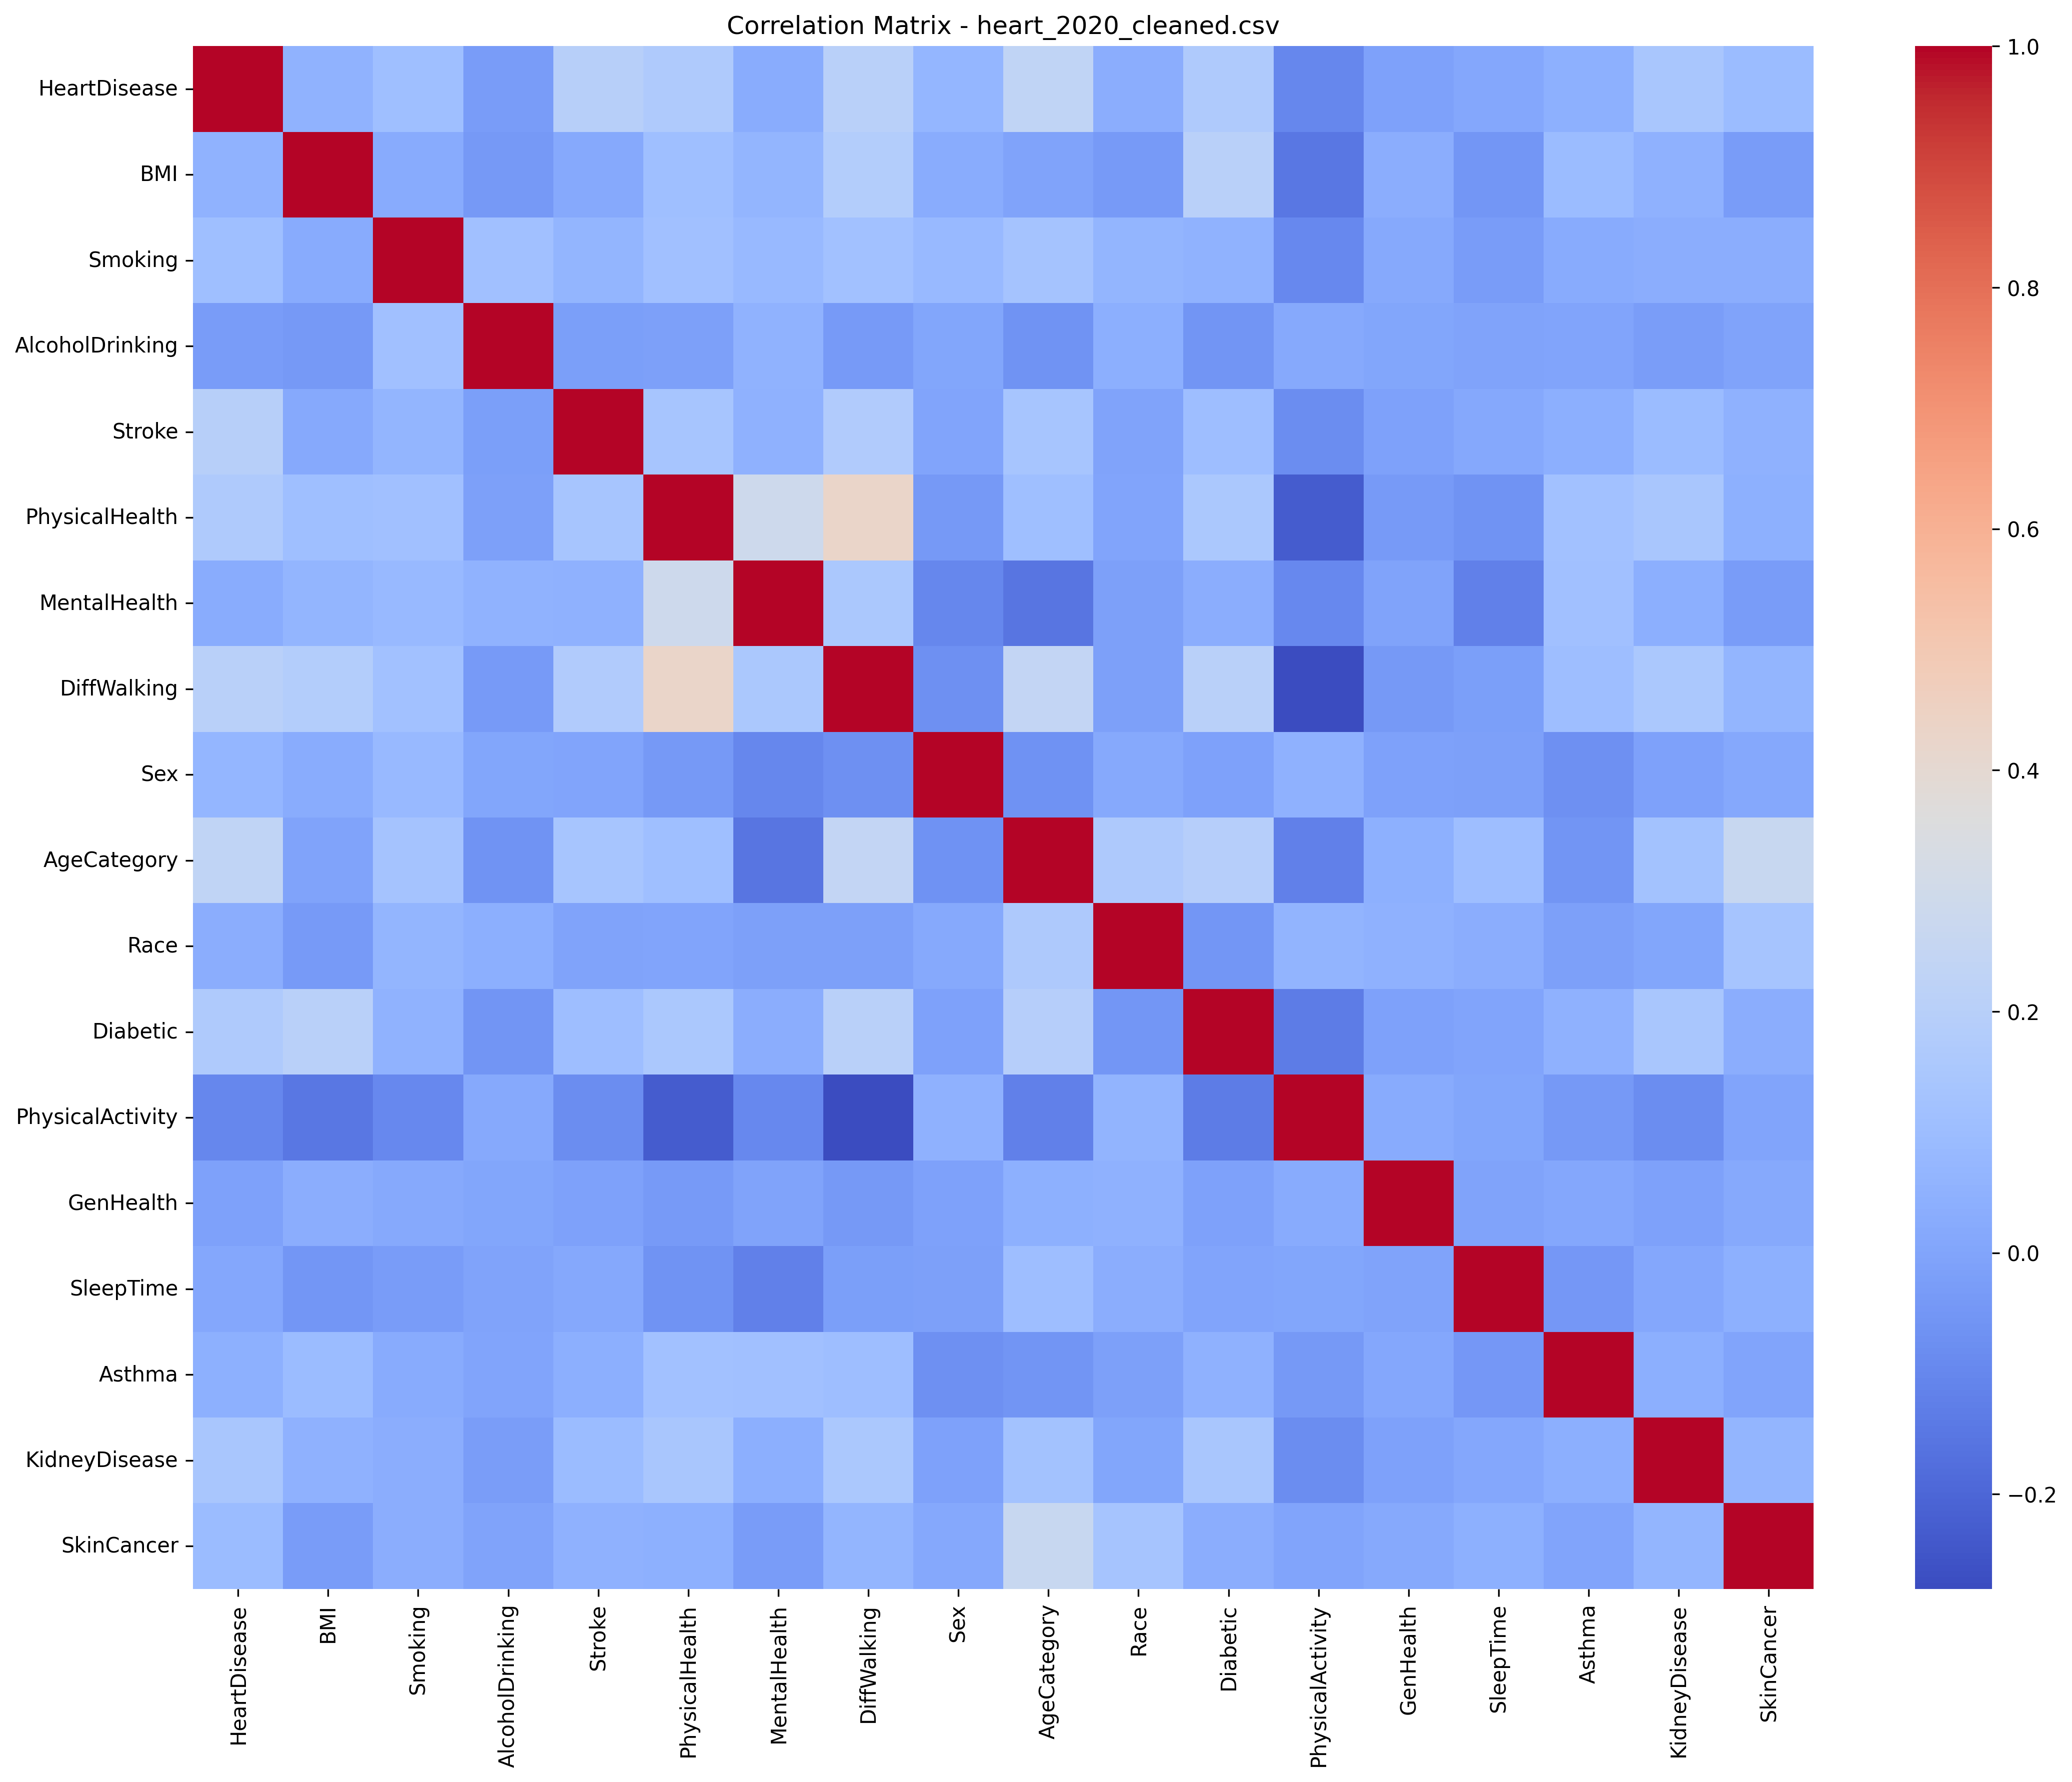 Correlation Matrix - heart_2020_cleaned.csv
HeartDisease
BMI
Smoking
AlcoholDrinking
Stroke
PhysicalHealth
MentalHealth
DiffWalking
Sex
AgeCategory
Race
Diabetic
PhysicalActivity
GenHealth
SleepTime
Asthma
KidneyDisease
SkinCancer
HeartDisease
BMI
Smoking
AlcoholDrinking
Stroke
PhysicalHealth
MentalHealth
DiffWalking
Sex
AgeCategory
Race
Diabetic
PhysicalActivity
GenHealth
SleepTime
Asthma
KidneyDisease
SkinCancer
1.0
0.8
0.6
0.4
0.2
0.0
−0.2